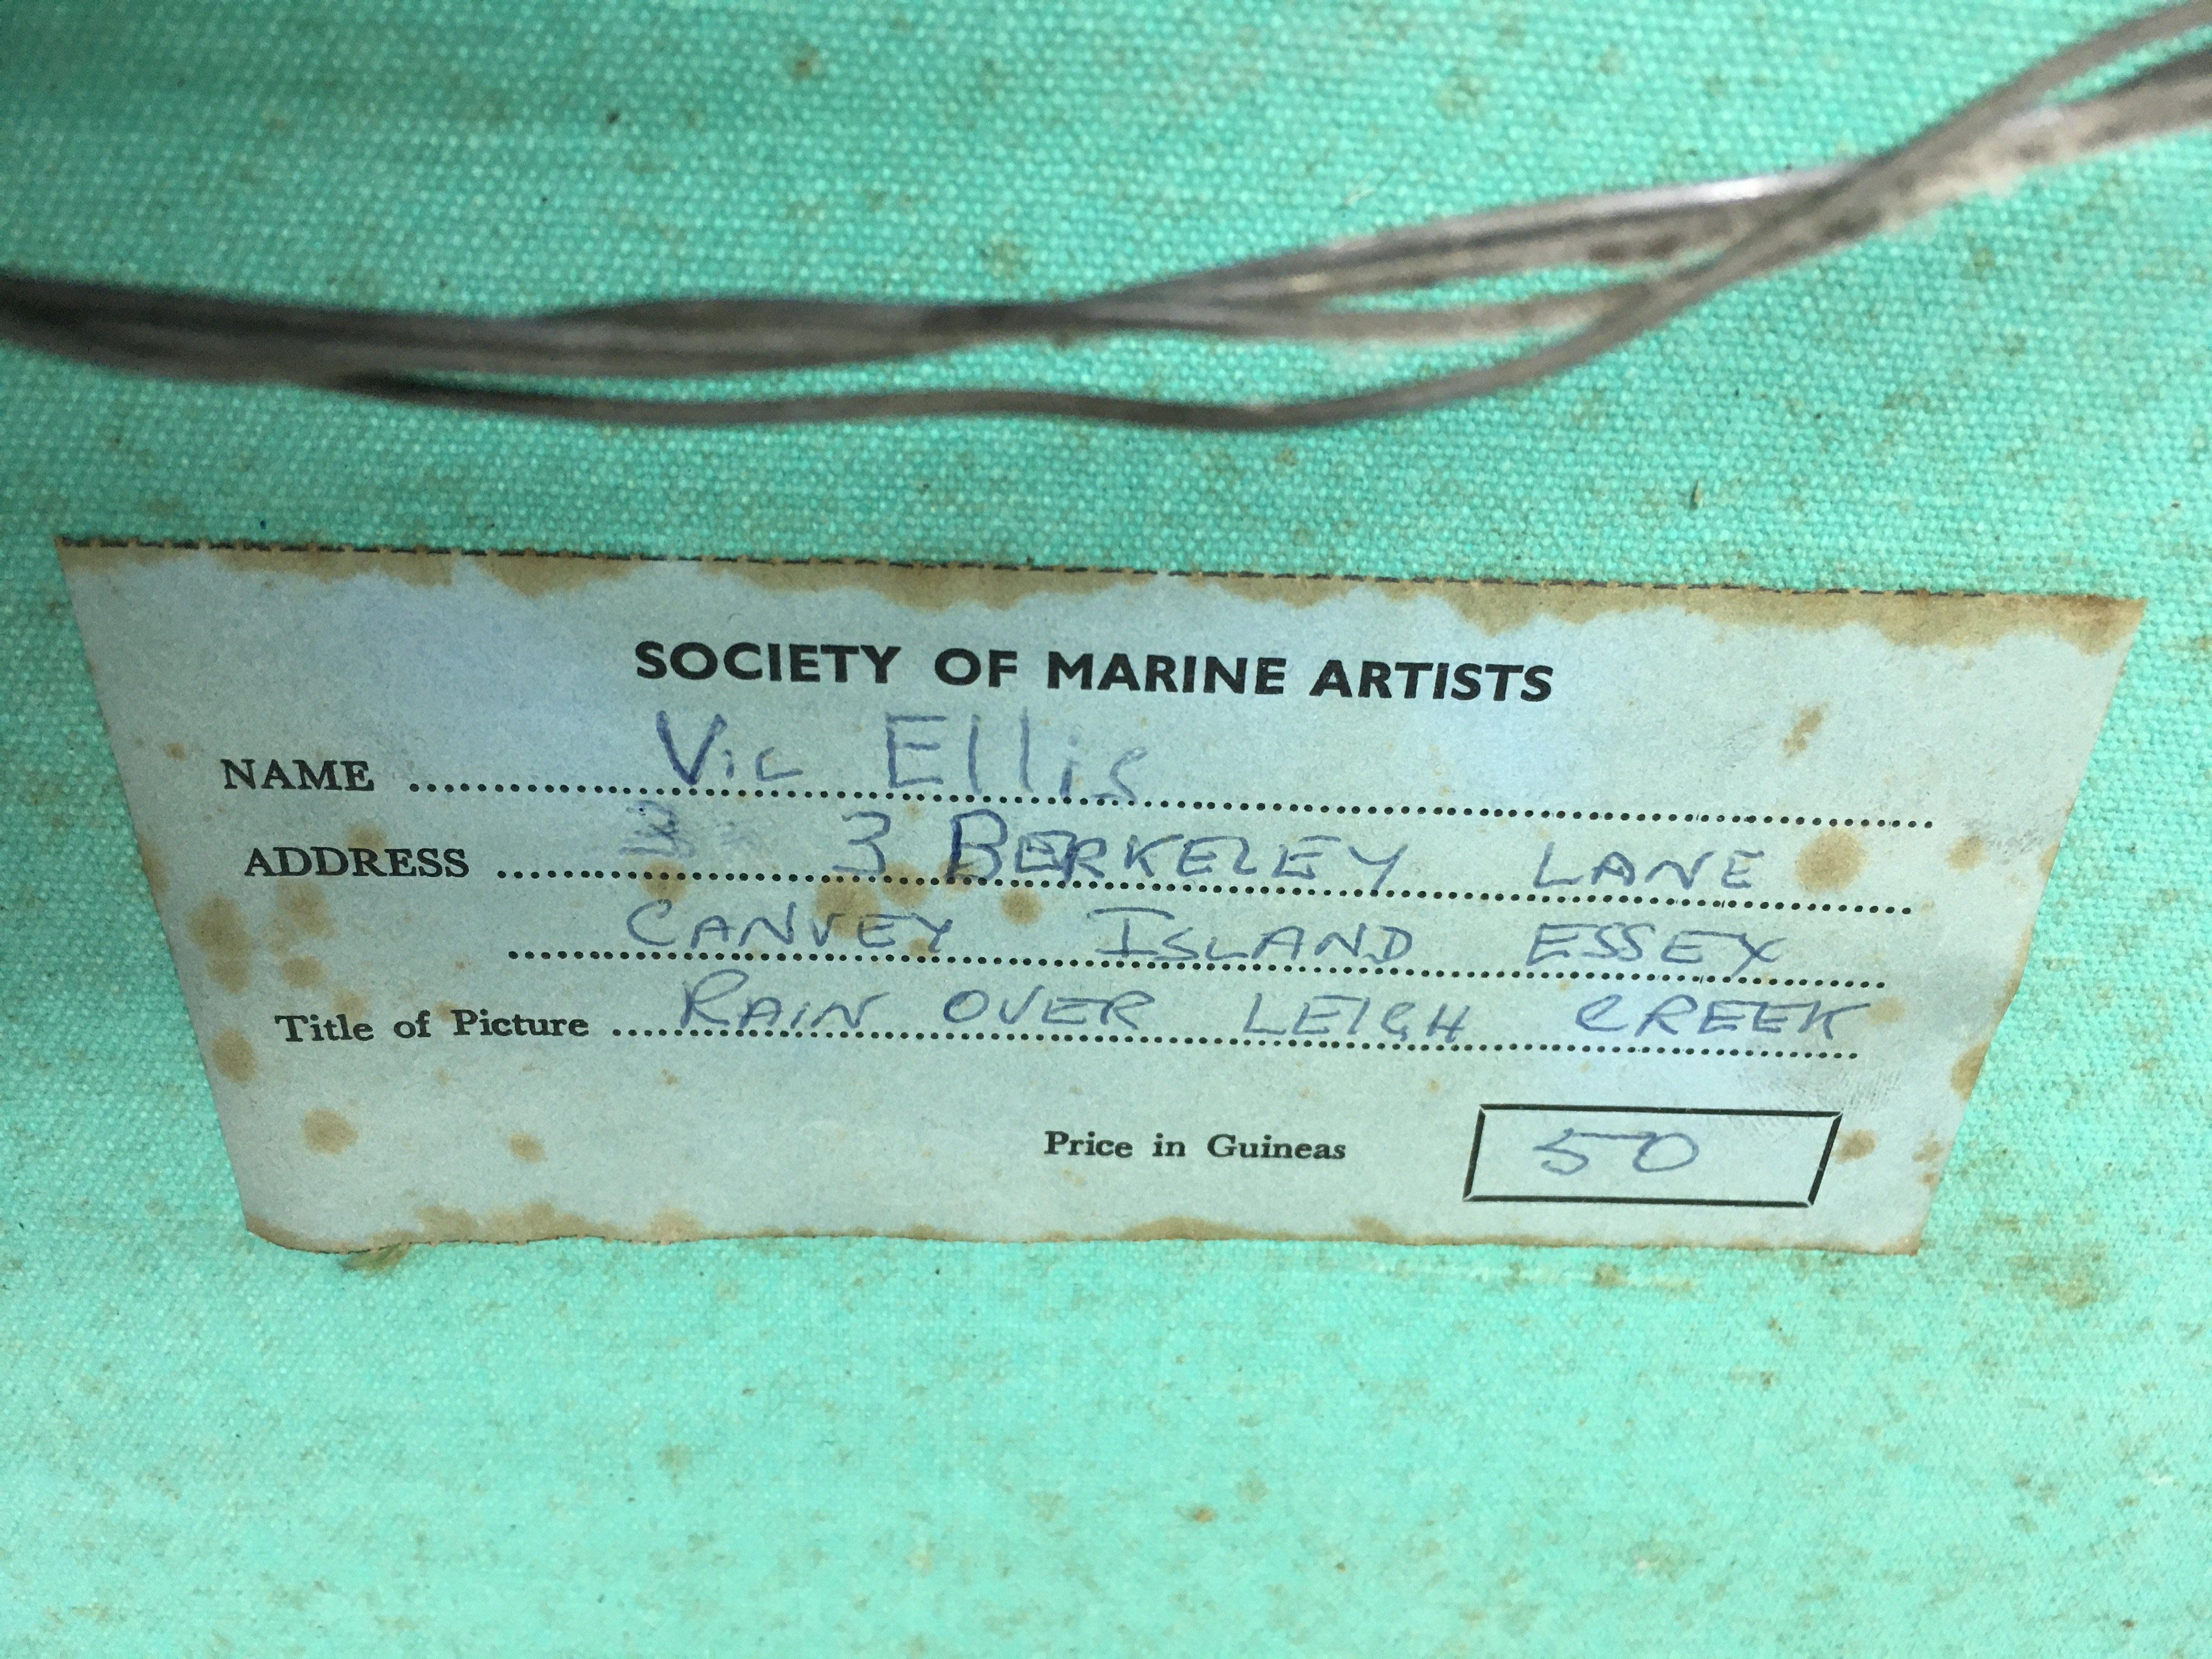 SOCIETY OF MARINE ARTISTS
NAME Vic Ellis
ADDRESS 3 3 BERKELEY LANE
CANVEY ISLAND ESSEX
Title of Picture RAIN OVER LEIGH CREEK
Price in Guineas 50